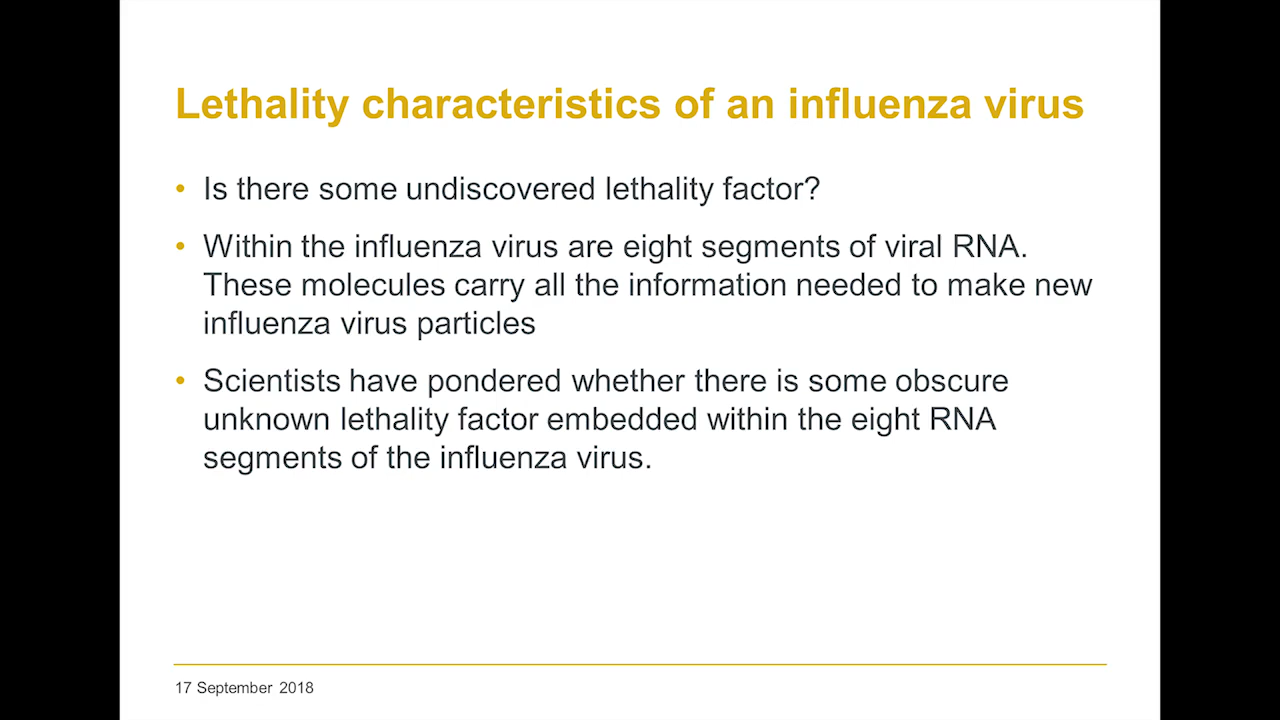 Lethality characteristics of an influenza virus
• Is there some undiscovered lethality factor?
• Within the influenza virus are eight segments of viral RNA.
These molecules carry all the information needed to make new
influenza virus particles
• Scientists have pondered whether there is some obscure
unknown lethality factor embedded within the eight RNA
segments of the influenza virus.
17 September 2018